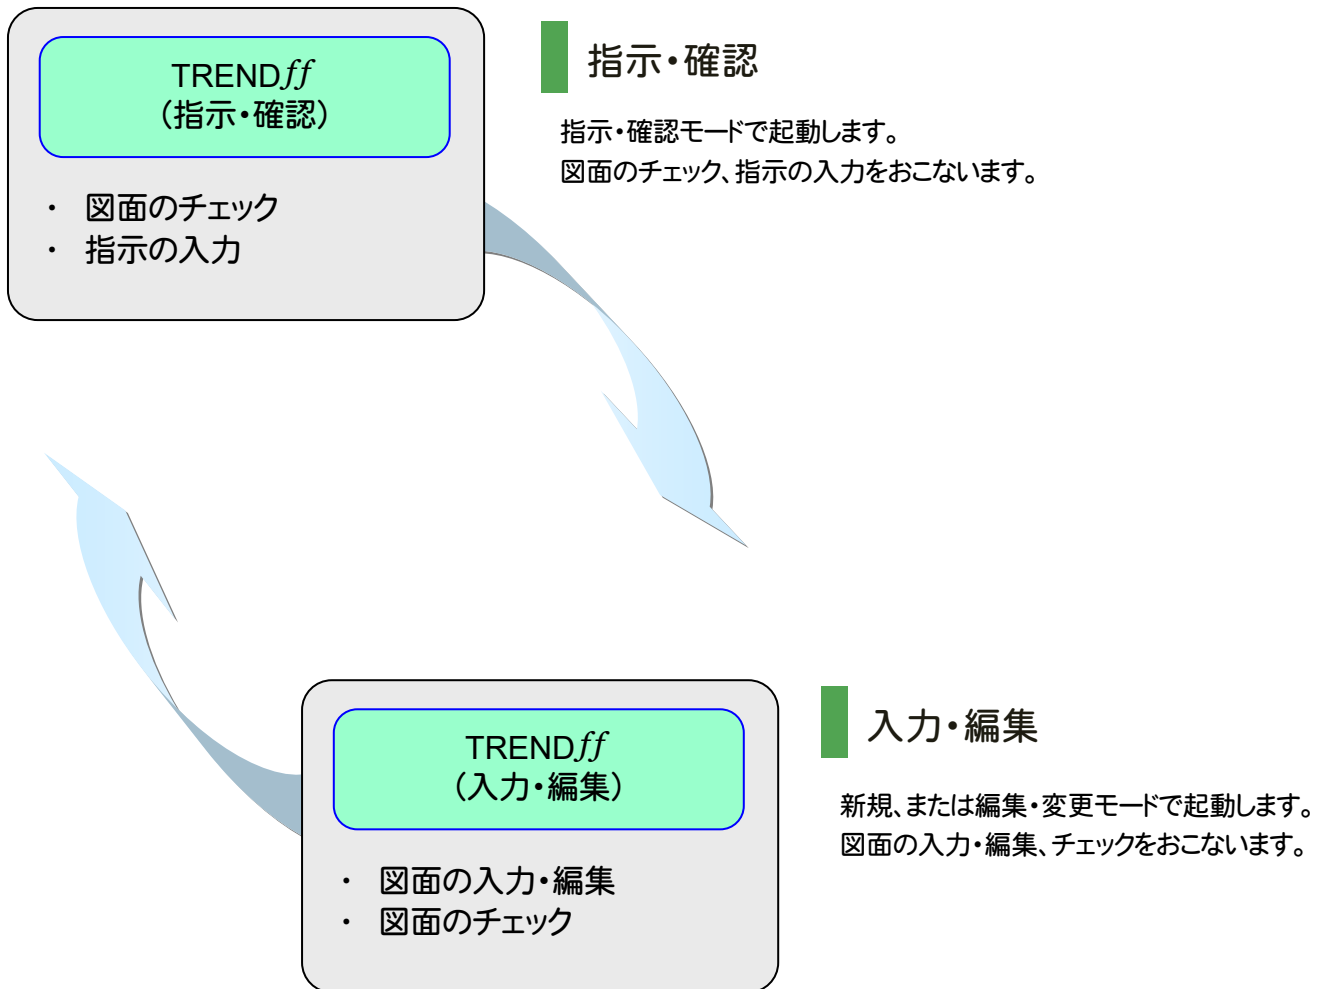 TRENDff
（指示・確認）
・ 図面のチェック
・ 指示の入力
指示・確認
指示・確認モードで起動します。
図面のチェック、指示の入力をおこないます。
TRENDff
（入力・編集）
・ 図面の入力・編集
・ 図面のチェック
入力・編集
新規、または編集・変更モードで起動します。
図面の入力・編集、チェックをおこないます。